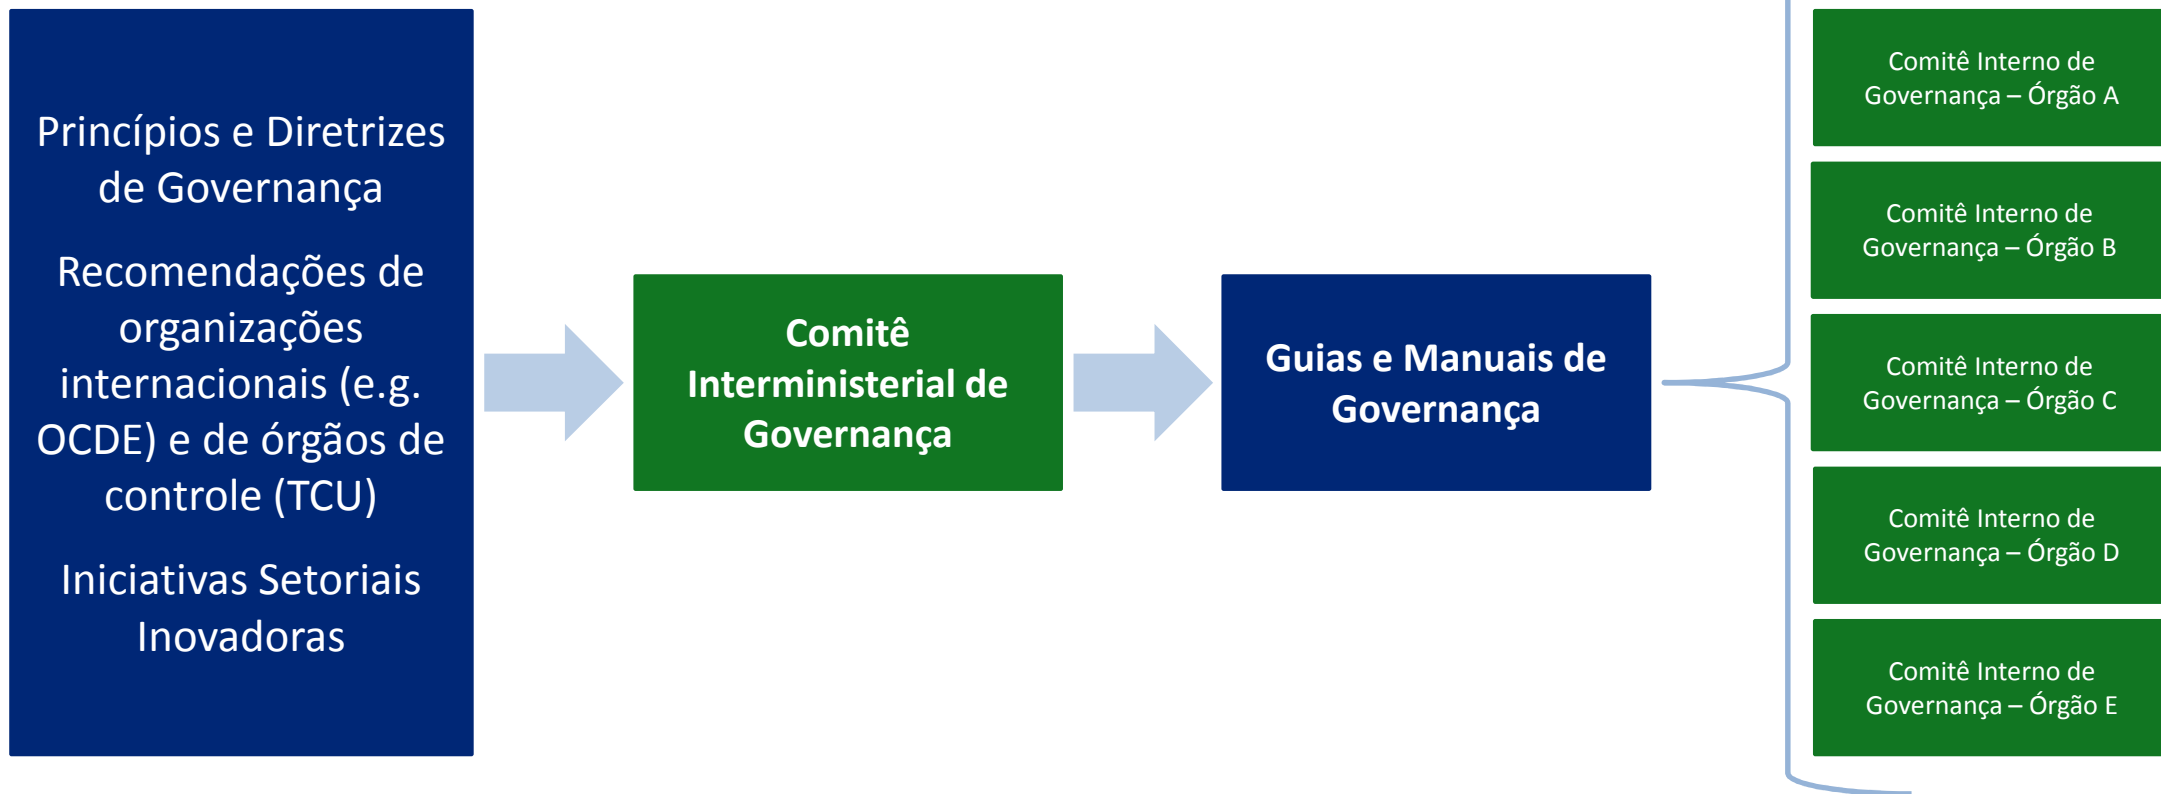 Princípios e Diretrizes
de Governança
Recomendações de
organizações
internacionais (e.g.
OCDE) e de órgãos de
controle (TCU)
Iniciativas Setoriais
Inovadoras
Comitê
Interministerial de
Governança
Guias e Manuais de
Governança
Comitê Interno de
Governança – Órgão A
Comitê Interno de
Governança – Órgão B
Comitê Interno de
Governança – Órgão C
Comitê Interno de
Governança – Órgão D
Comitê Interno de
Governança – Órgão E